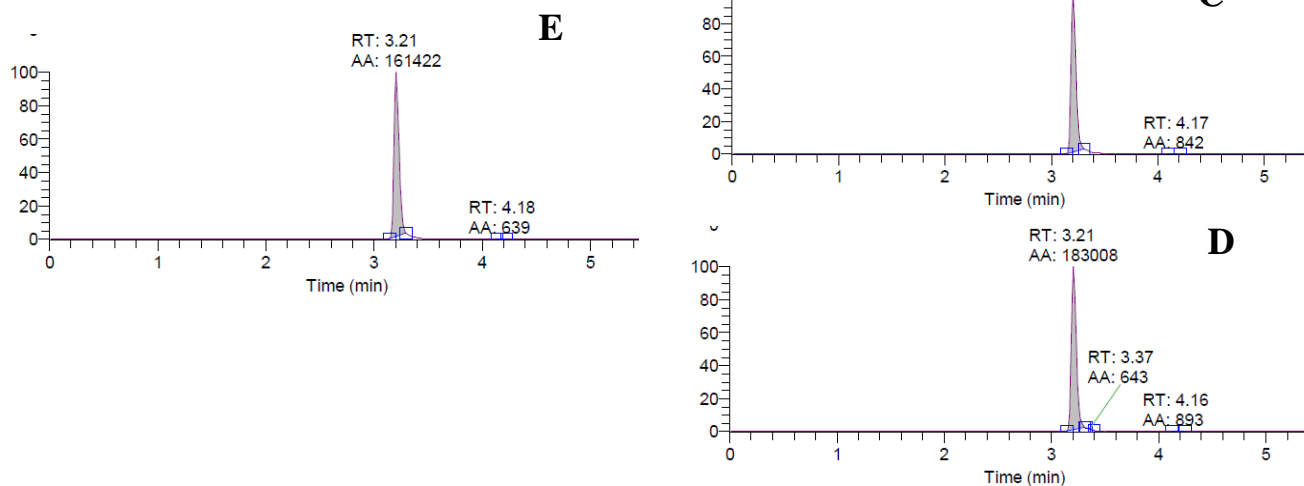 E
RT: 3.21
AA: 161422
100
80
60
40
20
0
RT: 4.18
AA: 639
0 1 2 3 4 5
Time (min)
80
60
40
20
0
RT: 4.17
AA: 842
0 1 2 3 4 5
Time (min)
D
RT: 3.21
AA: 183008
100
80
60
40
20
0
RT: 3.37
AA: 643
RT: 4.16
AA: 893
0 1 2 3 4 5
Time (min)